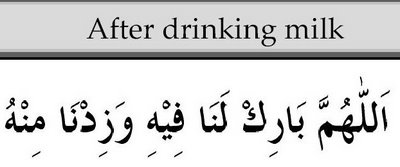 After drinking milk
اَللّٰهُمَّ بَارِكْ لَنَا فِيْهِ وَزِدْنَا مِنْهُ